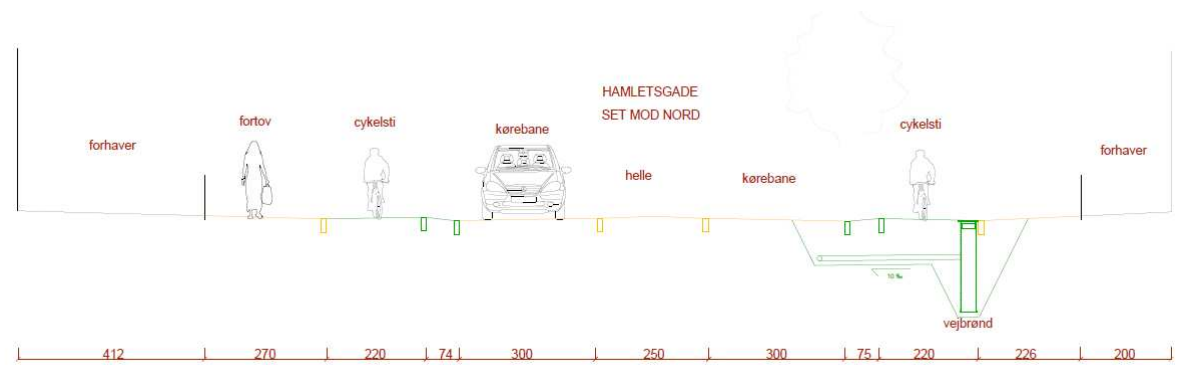 HAMLETSGADE
SET MOD NORD
forhaver
fortov
cykelsti
kørebane
helle
kørebane
cykelsti
forhaver
10 ‰
vejbrønd
412 270 220 74 300 250 300 75 220 226 200